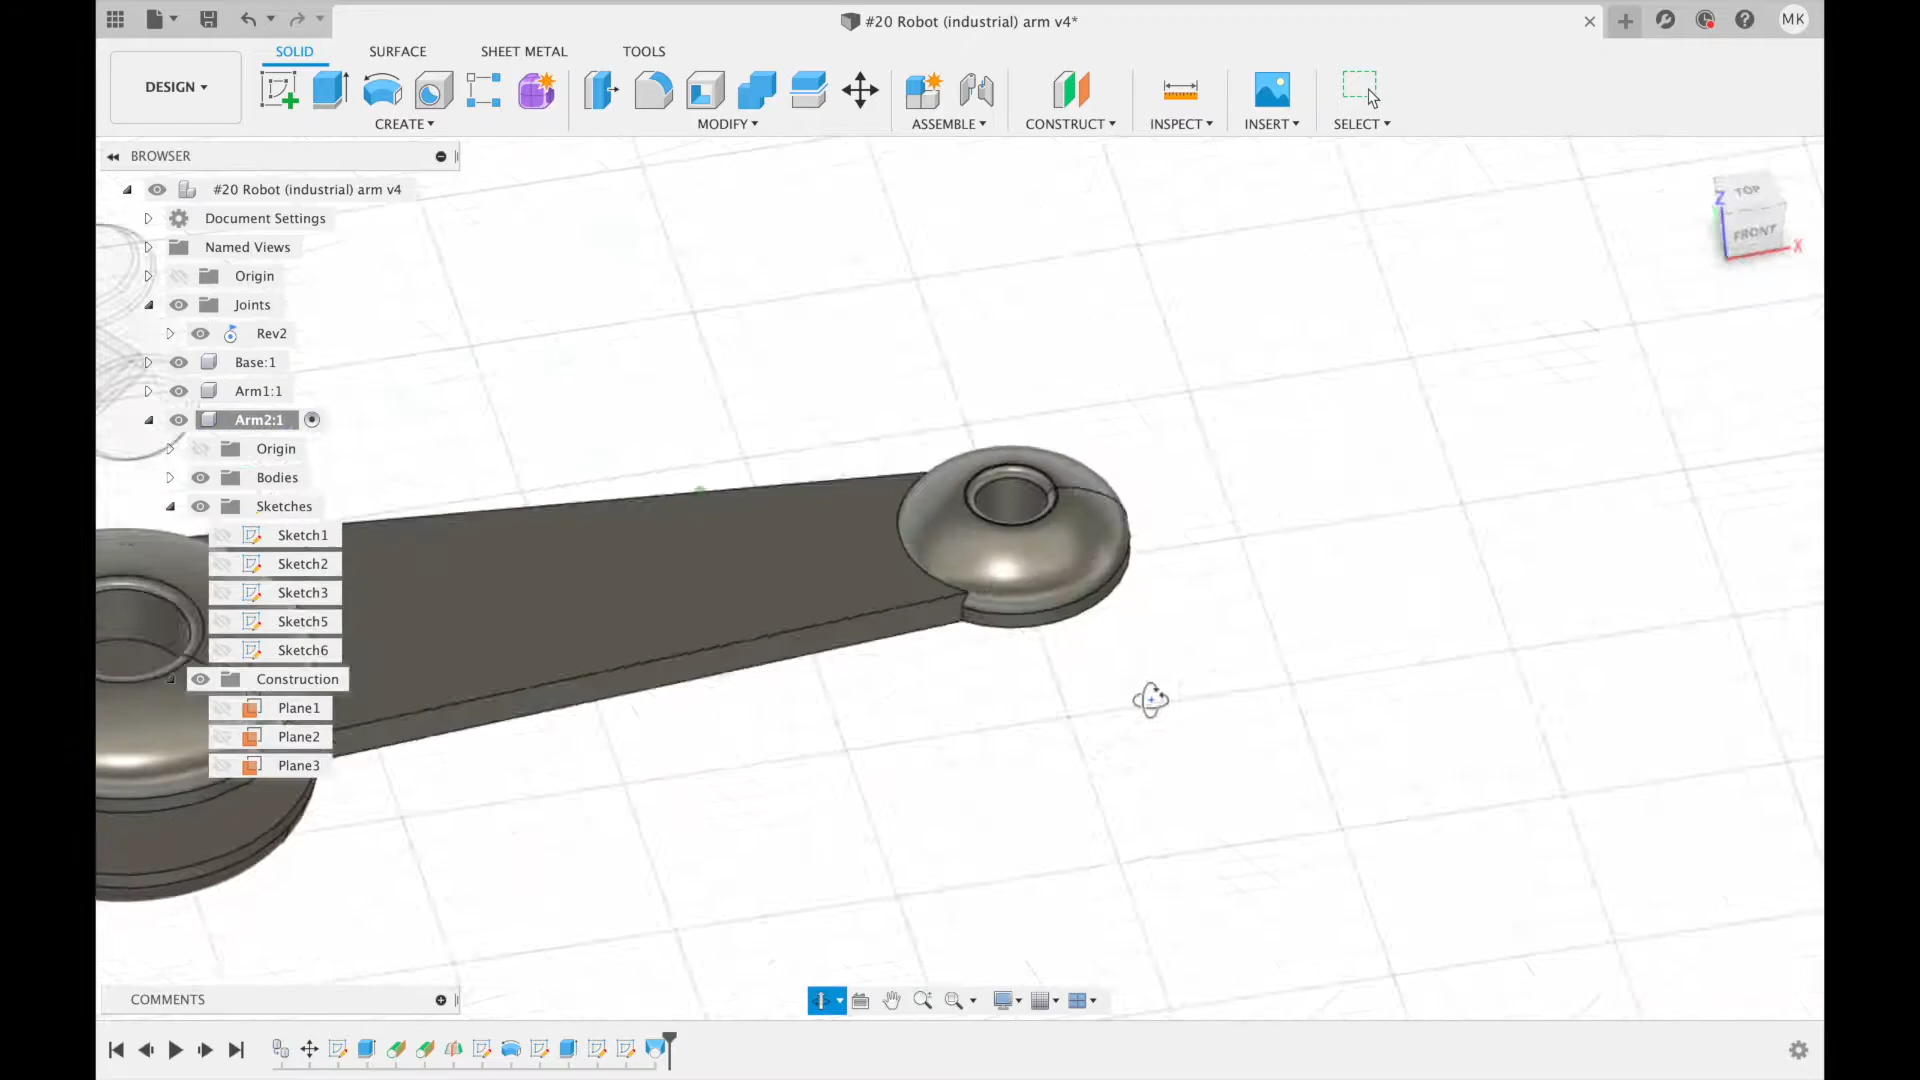 #20 Robot (industrial) arm v4*
MK
SOLID SURFACE SHEET METAL TOOLS
DESIGN
CREATE MODIFY ASSEMBLE CONSTRUCT INSPECT INSERT SELECT
BROWSER
#20 Robot (industrial) arm v4
Document Settings
Named Views
Origin
Joints
Rev2
Base:1
Arm1:1
Arm2:1
Origin
Bodies
Sketches
Sketch1
Sketch2
Sketch3
Sketch5
Sketch6
Construction
Plane1
Plane2
Plane3
TOP
Z
FRONT
X
COMMENTS